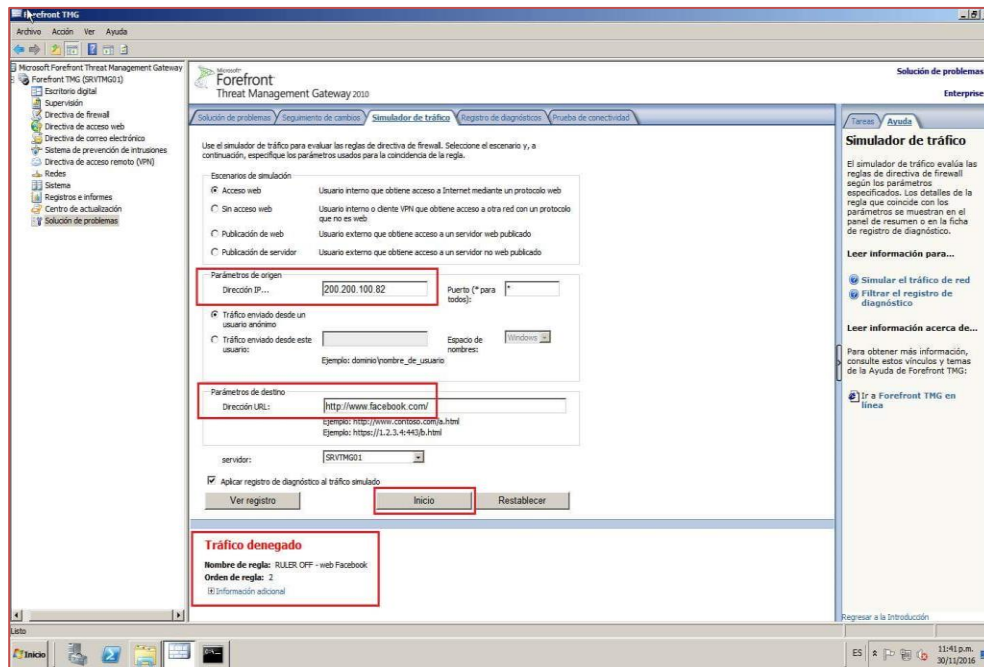 Forefront TMG
Archivo Acción Ver Ayuda
Microsoft Forefront Threat Management Gateway
Forefront TMG (SRVTMG01)
Escritorio digital
Supervisión
Directiva de firewall
Directiva de acceso web
Directiva de correo electrónico
Sistema de prevención de intrusiones
Directiva de acceso remoto (VPN)
Redes
Sistema
Registros e informes
Centro de actualización
Solución de problemas
Microsoft
Forefront
Threat Management Gateway 2010
Solución de problemas
Enterprise
Solución de problemas Seguimiento de cambios Simulador de tráfico Registro de diagnósticos Prueba de conectividad
Use el simulador de tráfico para evaluar las reglas de directiva de firewall. Seleccione el escenario y, a
continuación, especifique los parámetros usados para la coincidencia de la regla.
Escenarios de simulación
Acceso web Usuario interno que obtiene acceso a Internet mediante un protocolo web
Sin acceso web Usuario interno o cliente VPN que obtiene acceso a otra red con un protocolo
que no es web
Publicación de web Usuario externo que obtiene acceso a un servidor web publicado
Publicación de servidor Usuario externo que obtiene acceso a un servidor no web publicado
Parámetros de origen
Dirección IP... 200.200.100.82 Puerto (* para
todos): *
Tráfico enviado desde un
usuario anónimo
Tráfico enviado desde este
usuario: Espacio de
nombres: Windows
Ejemplo: dominio\nombre_de_usuario
Parámetros de destino
Dirección URL: http://www.facebook.com/
Ejemplo: http://www.contoso.com/a.html
Ejemplo: https://1.2.3.4:443/b.html
servidor: SRVTMG01
Aplicar registro de diagnóstico al tráfico simulado
Ver registro Inicio Restablecer
Tráfico denegado
Nombre de regla: RULER OFF - web Facebook
Orden de regla: 2
Información adicional
Tareas Ayuda
Simulador de tráfico
El simulador de tráfico evalúa las
reglas de directiva de firewall
según los parámetros
especificados. Los detalles de la
regla que coincide con los
parámetros se muestran en el
panel de resumen o en la ficha
de registro de diagnóstico.
Leer información para...
Simular el tráfico de red
Filtrar el registro de
diagnóstico
Leer información acerca de...
Para obtener más información,
consulte estos vínculos y temas
de la Ayuda de Forefront TMG:
Ir a Forefront TMG en
línea
Regresar a la Introducción
Listo
Inicio
ES
11:41 p.m.
30/11/2016